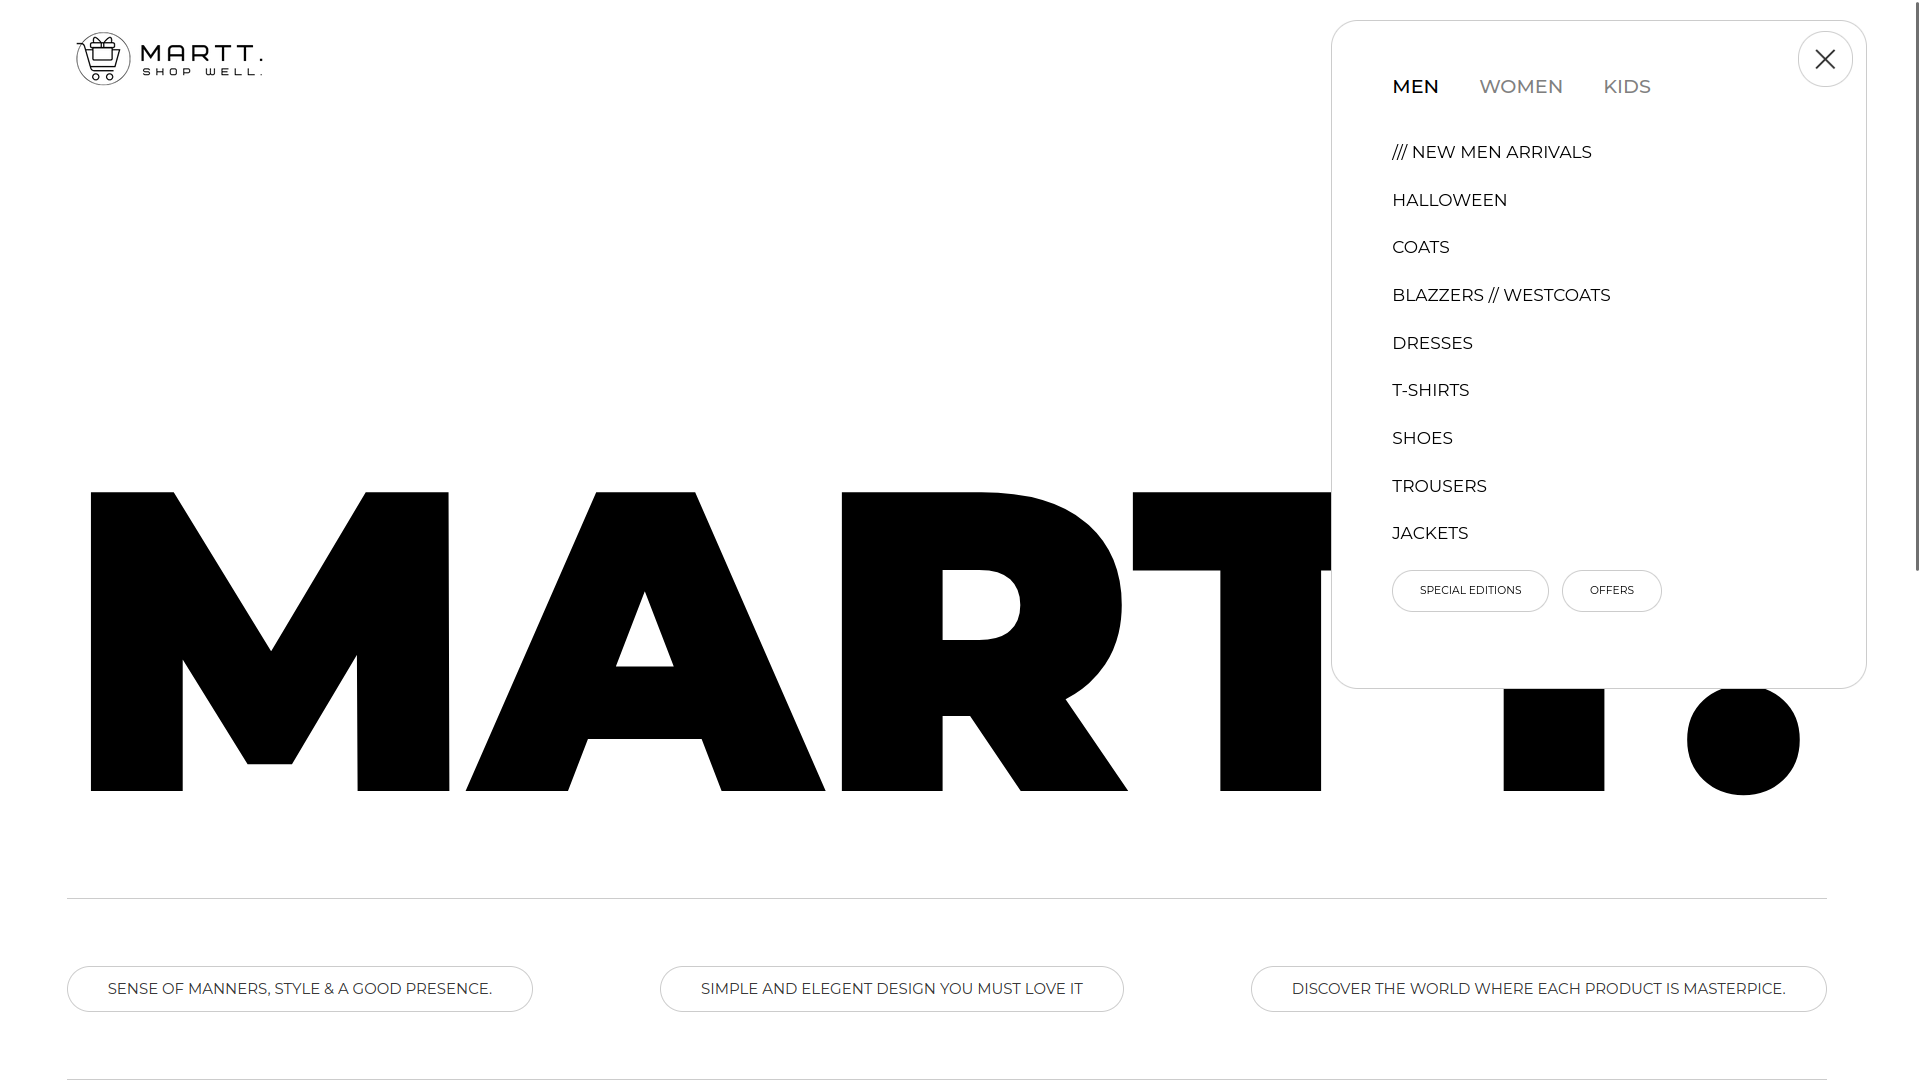 MARTT.
SHOP WELL.
MEN WOMEN KIDS
/// NEW MEN ARRIVALS
HALLOWEEN
COATS
BLAZZERS // WESTCOATS
DRESSES
T-SHIRTS
SHOES
TROUSERS
JACKETS
SPECIAL EDITIONS OFFERS
MARTT.
SENSE OF MANNERS, STYLE & A GOOD PRESENCE.
SIMPLE AND ELEGENT DESIGN YOU MUST LOVE IT
DISCOVER THE WORLD WHERE EACH PRODUCT IS MASTERPICE.